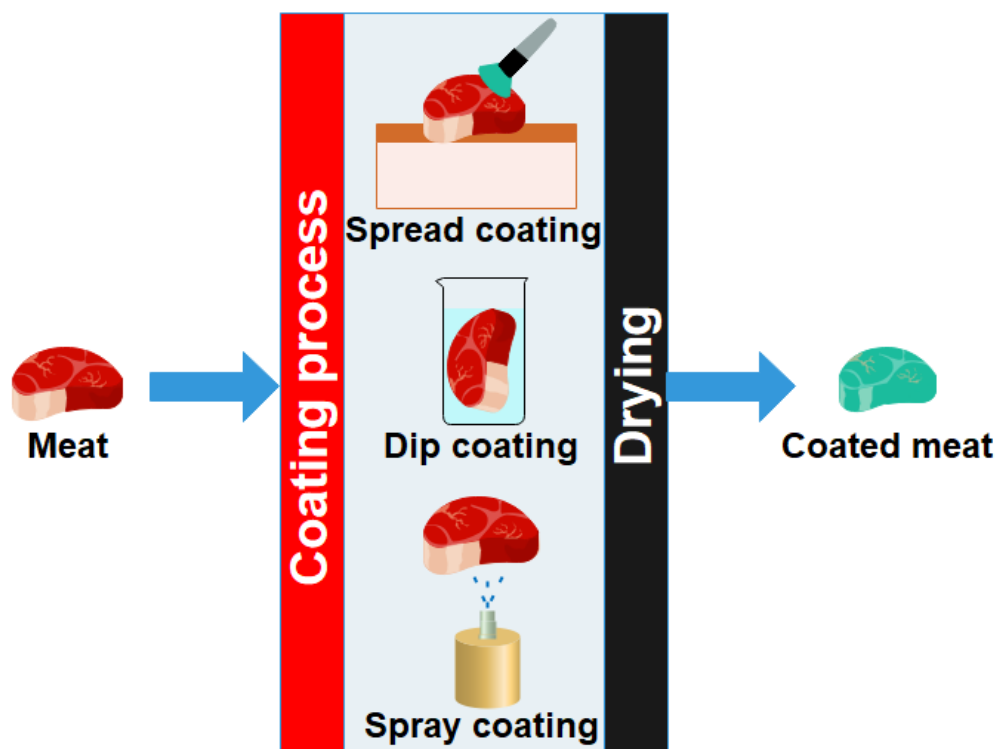 Meat
Coating process
Spread coating
Dip coating
Spray coating
Drying
Coated meat